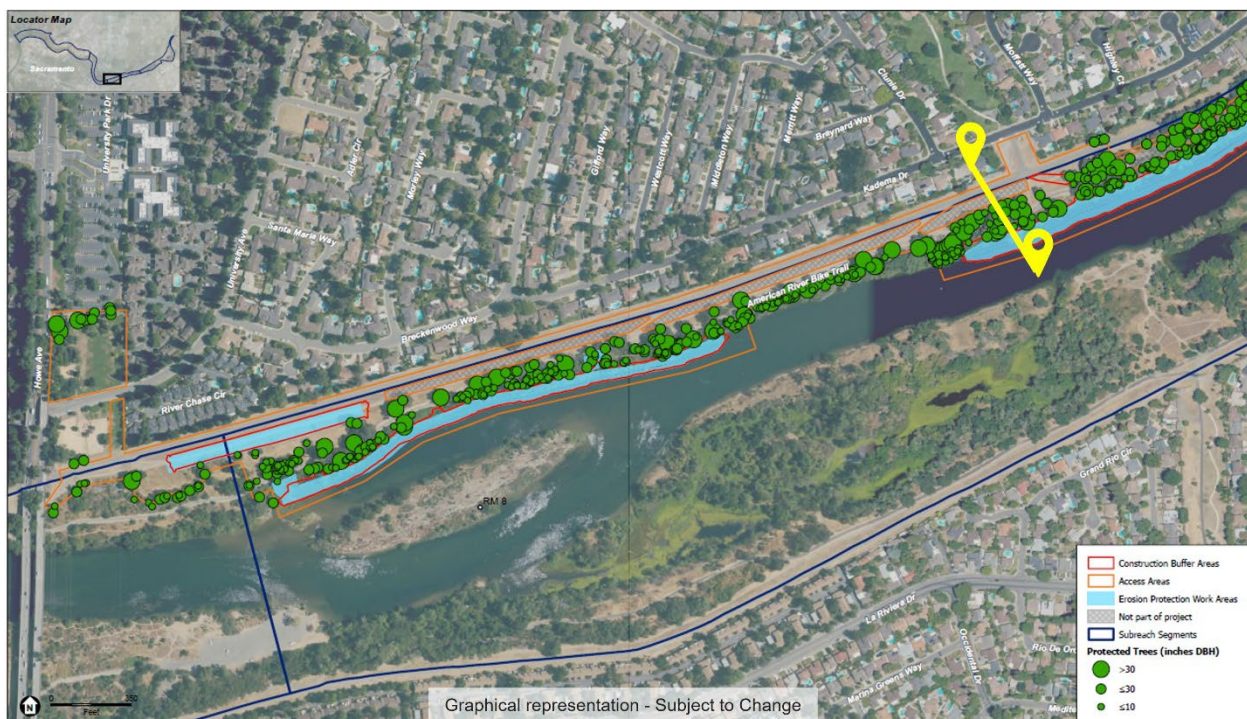 Locator Map
Sacramento
University Park Dr
Howe Ave
River Chase Cir
University Ave
Santa Maria Way
Adler Cir
Morley Way
Breckenwood Way
Gilford Way
Westcott Way
Middleton Way
Merritt Way
Braynard Way
Clunie Dr
Kadema Dr
Moffatt Way
Highley Ct
American River Bike Trail
RM 8
Grand Rio Cir
La Riviera Dr
Occidental Dr
Marina Greens Way
Rio De Oro
N
0 350
Feet
Construction Buffer Areas
Access Areas
Erosion Protection Work Areas
Not part of project
Subreach Segments
Protected Trees (inches DBH)
>30
≤30
≤10
Graphical representation - Subject to Change